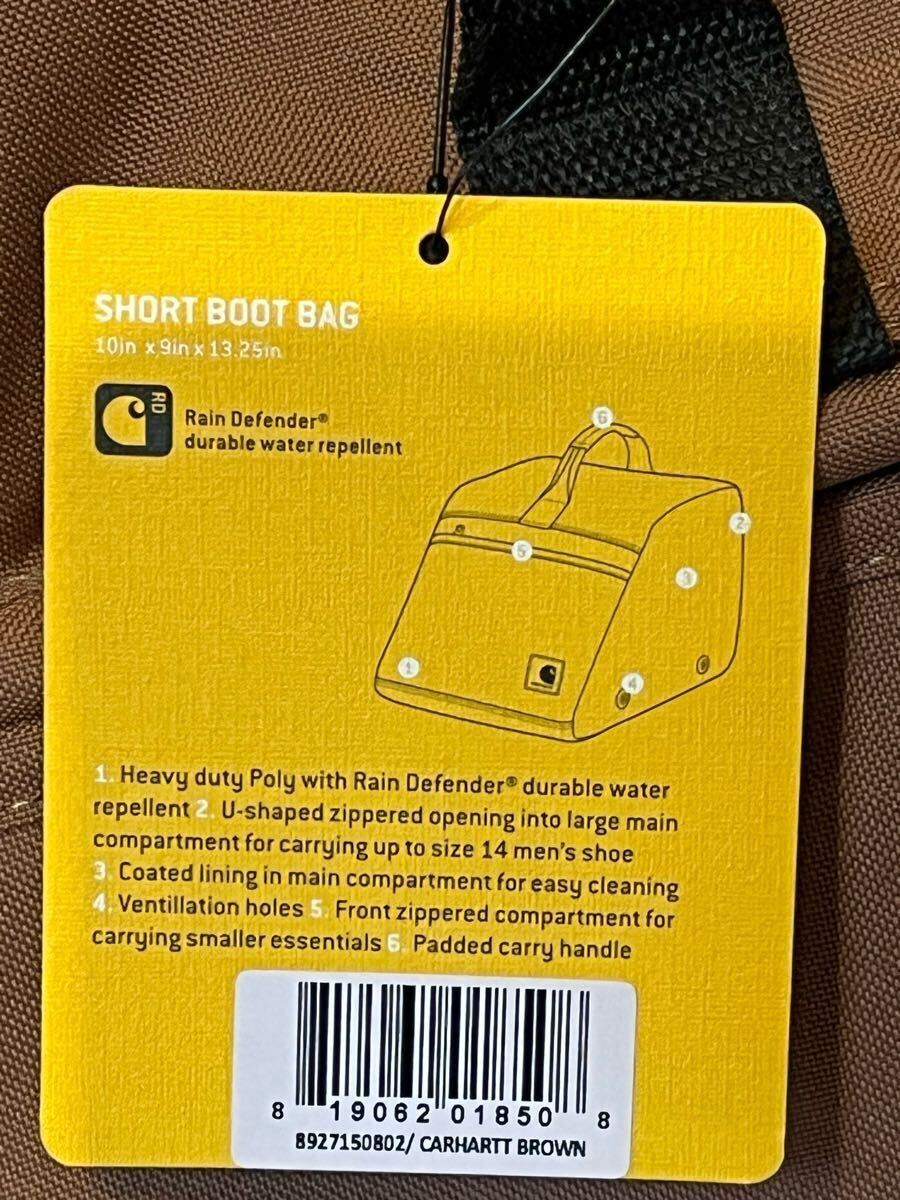 SHORT BOOT BAG
10in x 9in x 13.25in
RD
Rain Defender®
durable water repellent
6
2
5
3
1
4
1. Heavy duty Poly with Rain Defender® durable water
repellent 2. U-shaped zippered opening into large main
compartment for carrying up to size 14 men's shoe
3. Coated lining in main compartment for easy cleaning
4. Ventillation holes 5. Front zippered compartment for
carrying smaller essentials 6. Padded carry handle
8 19062 01850 8
8927150802/ CARHARTT BROWN